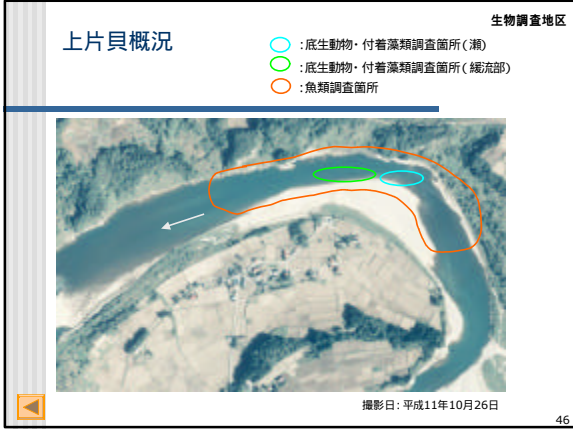 生物調査地区
上片貝概況
:底生動物・付着藻類調査箇所(瀬)
:底生動物・付着藻類調査箇所(緩流部)
:魚類調査箇所
撮影日:平成11年10月26日
46